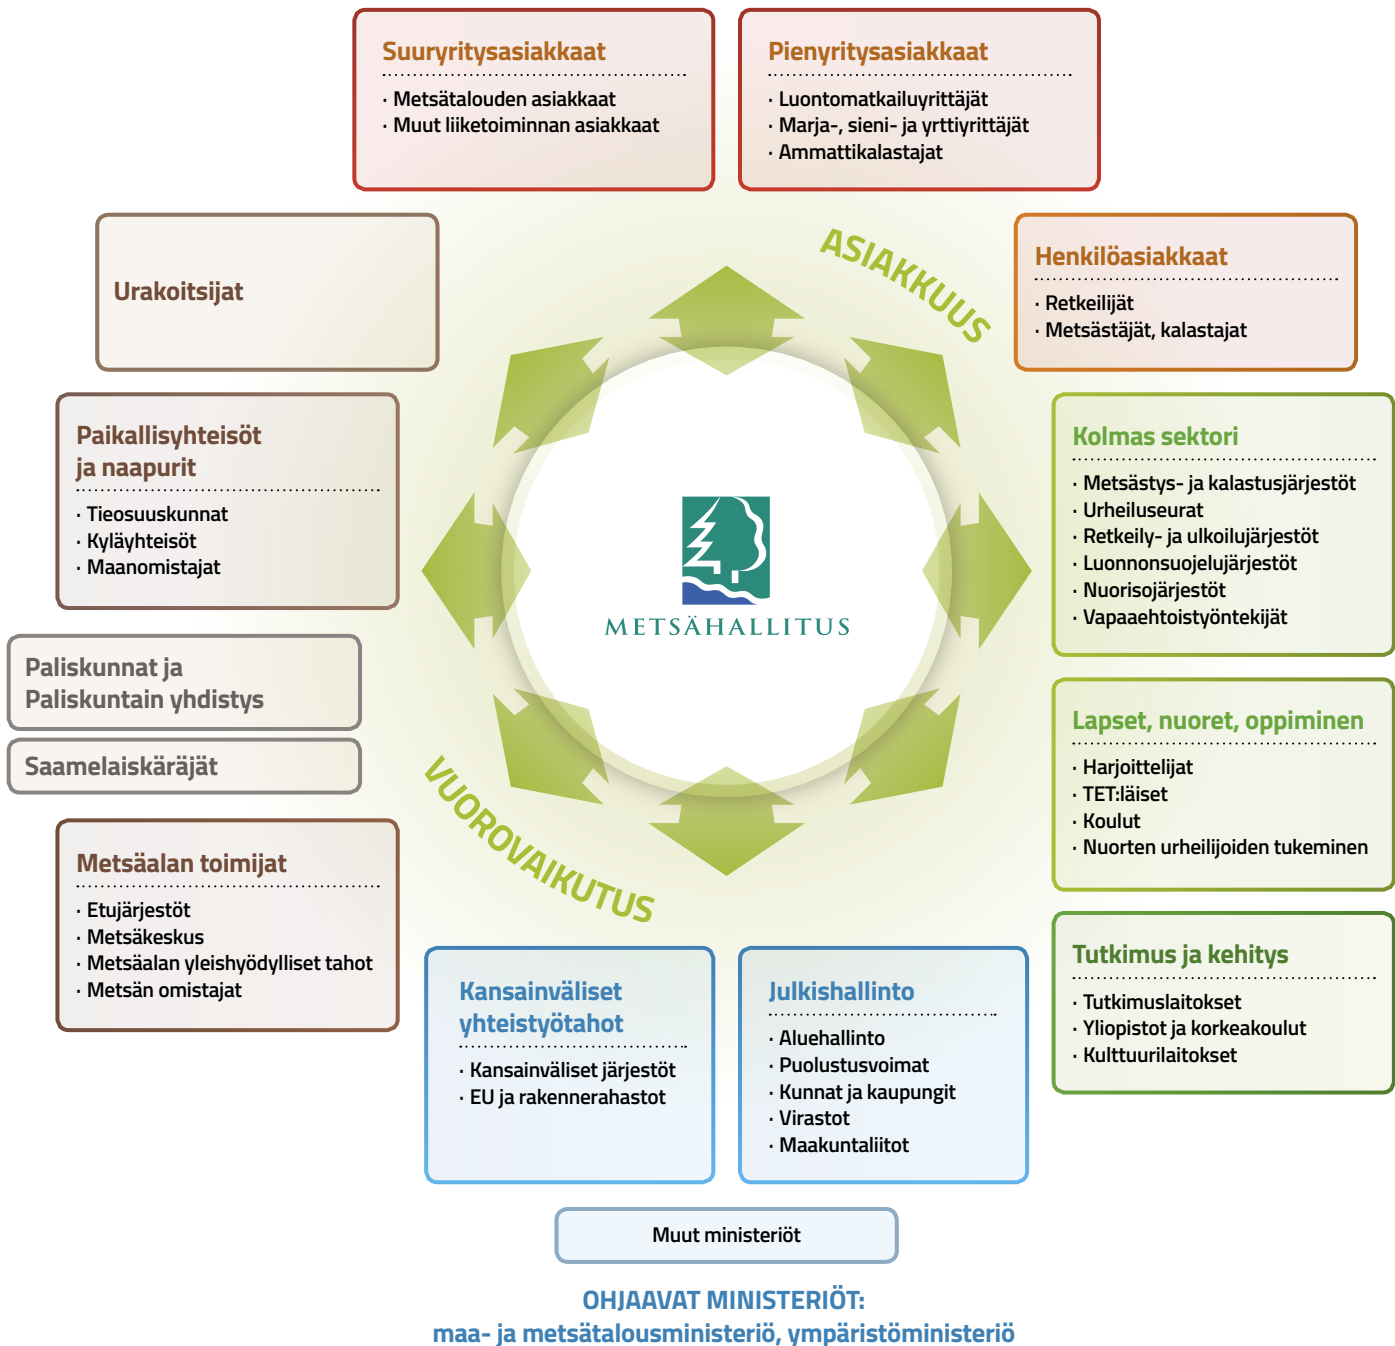 Suuryritysasiakkaat
· Metsätalouden asiakkaat
· Muut liiketoiminnan asiakkaat
Pienyritysasiakkaat
· Luontomatkailuyrittäjät
· Marja-, sieni- ja yrttiyrittäjät
· Ammattikalastajat
Urakoitsijat
ASIAKKUUS
Henkilöasiakkaat
· Retkeilijät
· Metsästäjät, kalastajat
Paikallisyhteisöt
ja naapurit
· Tieosuuskunnat
· Kyläyhteisöt
· Maanomistajat
Kolmas sektori
· Metsästys- ja kalastusjärjestöt
· Urheiluseurat
· Retkeily- ja ulkoilujärjestöt
· Luonnonsuojelujärjestöt
· Nuorisojärjestöt
· Vapaaehtoistyöntekijät
METSÄHALLITUS
Paliskunnat ja
Paliskuntain yhdistys
Saamelaiskäräjät
Lapset, nuoret, oppiminen
· Harjoittelijat
· TET:läiset
· Koulut
· Nuorten urheilijoiden tukeminen
VUOROVAIKUTUS
Metsäalan toimijat
· Etujärjestöt
· Metsäkeskus
· Metsäalan yleishyödylliset tahot
· Metsän omistajat
Kansainväliset
yhteistyötahot
· Kansainväliset järjestöt
· EU ja rakennerahastot
Julkishallinto
· Aluehallinto
· Puolustusvoimat
· Kunnat ja kaupungit
· Virastot
· Maakuntaliitot
Tutkimus ja kehitys
· Tutkimuslaitokset
· Yliopistot ja korkeakoulut
· Kulttuurilaitokset
Muut ministeriöt
OHJAAVAT MINISTERIÖT:
maa- ja metsätalousministeriö, ympäristöministeriö